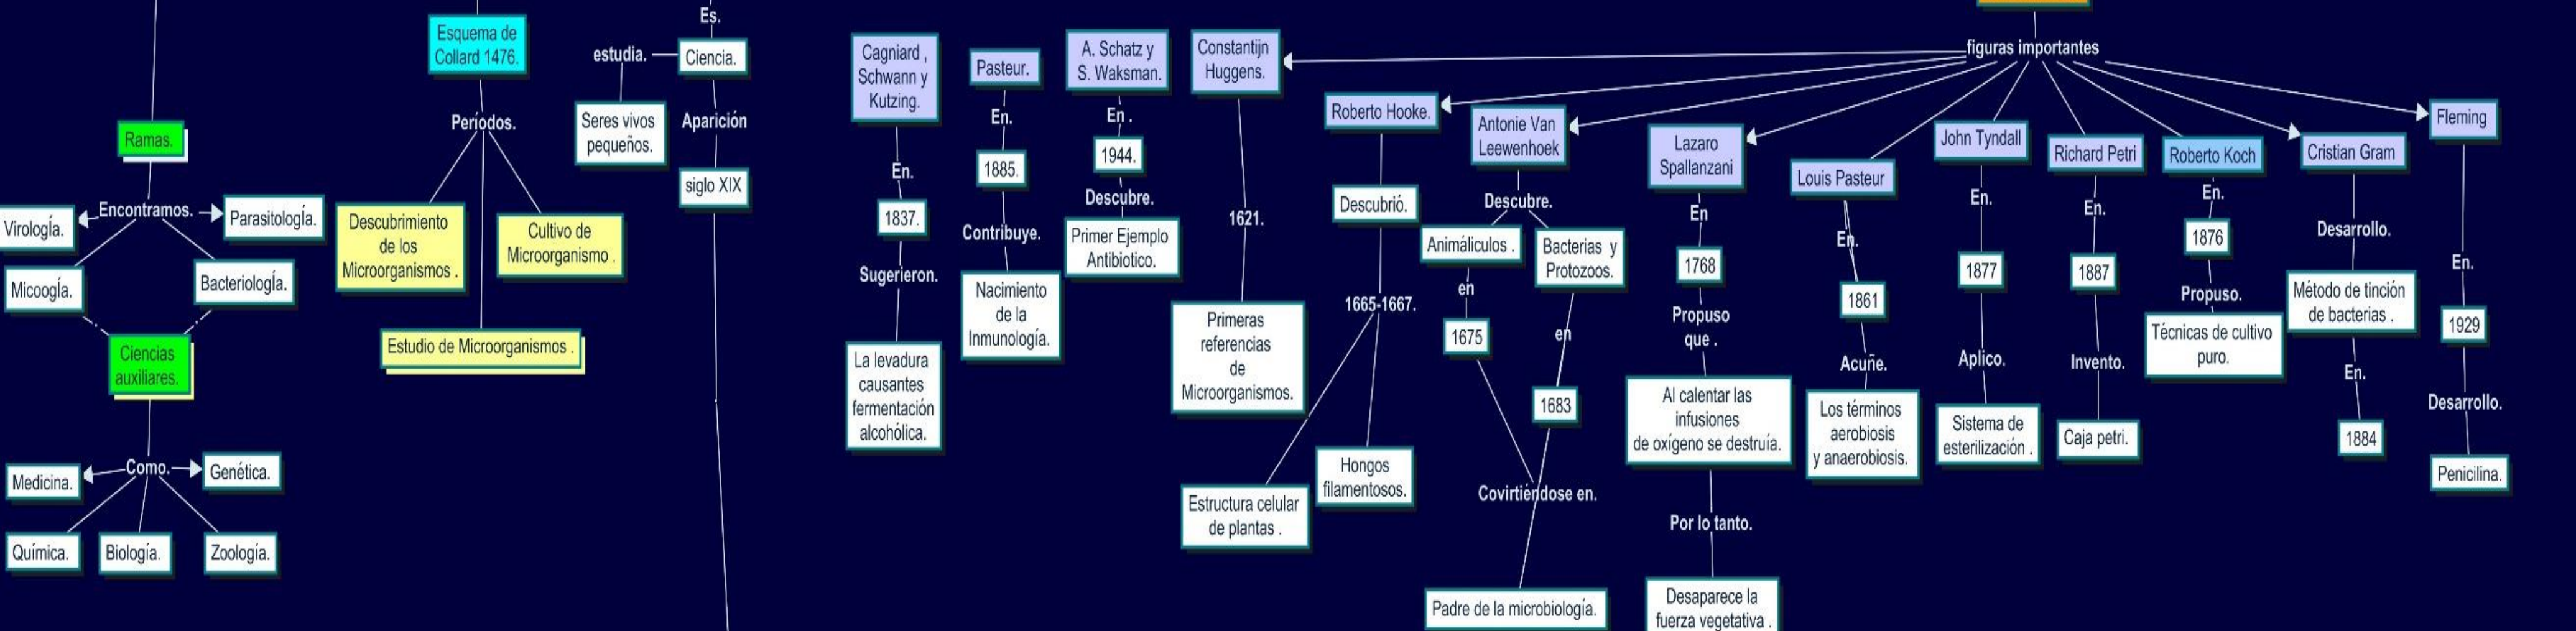 Ramas.
Encontramos.
Virología.
Parasitología.
Micoogía.
Bacteriología.
Ciencias
auxiliares.
Como.
Medicina.
Genética.
Química.
Biología.
Zoología.
Esquema de
Collard 1476.
Períodos.
Descubrimiento
de los
Microorganismos .
Cultivo de
Microorganismo .
Estudio de Microorganismos .
Es.
estudia.
Ciencia.
Seres vivos
pequeños.
Aparición
siglo XIX
Cagniard ,
Schwann y
Kutzing.
En.
1837.
Sugerieron.
La levadura
causantes
fermentación
alcohólica.
Pasteur.
En.
1885.
Contribuye.
Nacimiento
de la
Inmunología.
A. Schatz y
S. Waksman.
En .
1944.
Descubre.
Primer Ejemplo
Antibiotico.
figuras importantes
Constantijn
Huggens.
1621.
Primeras
referencias
de
Microorganismos.
Roberto Hooke.
Descubrió.
1665-1667.
Estructura celular
de plantas .
Hongos
filamentosos.
Antonie Van
Leewenhoek
Descubre.
Animáliculos .
en
1675
Bacterias y
Protozoos.
en
1683
Covirtiéndose en.
Padre de la microbiología.
Lazaro
Spallanzani
En
1768
Propuso
que .
Al calentar las
infusiones
de oxígeno se destruía.
Por lo tanto.
Desaparece la
fuerza vegetativa .
Louis Pasteur
En.
1861
Acuñe.
Los términos
aerobiosis
y anaerobiosis.
John Tyndall
En.
1877
Aplico.
Sistema de
esterilización .
Richard Petri
En.
1887
Invento.
Caja petri.
Roberto Koch
En.
1876
Propuso.
Técnicas de cultivo
puro.
Cristian Gram
Desarrollo.
Método de tinción
de bacterias .
En.
1884
Fleming
En.
1929
Desarrollo.
Penicilina.